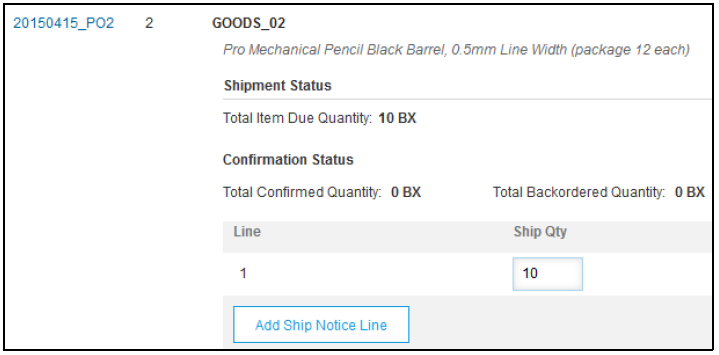 20150415_PO2 2 GOODS_02
Pro Mechanical Pencil Black Barrel, 0.5mm Line Width (package 12 each)
Shipment Status
Total Item Due Quantity: 10 BX
Confirmation Status
Total Confirmed Quantity: 0 BX Total Backordered Quantity: 0 BX
Line Ship Qty
1 10
Add Ship Notice Line